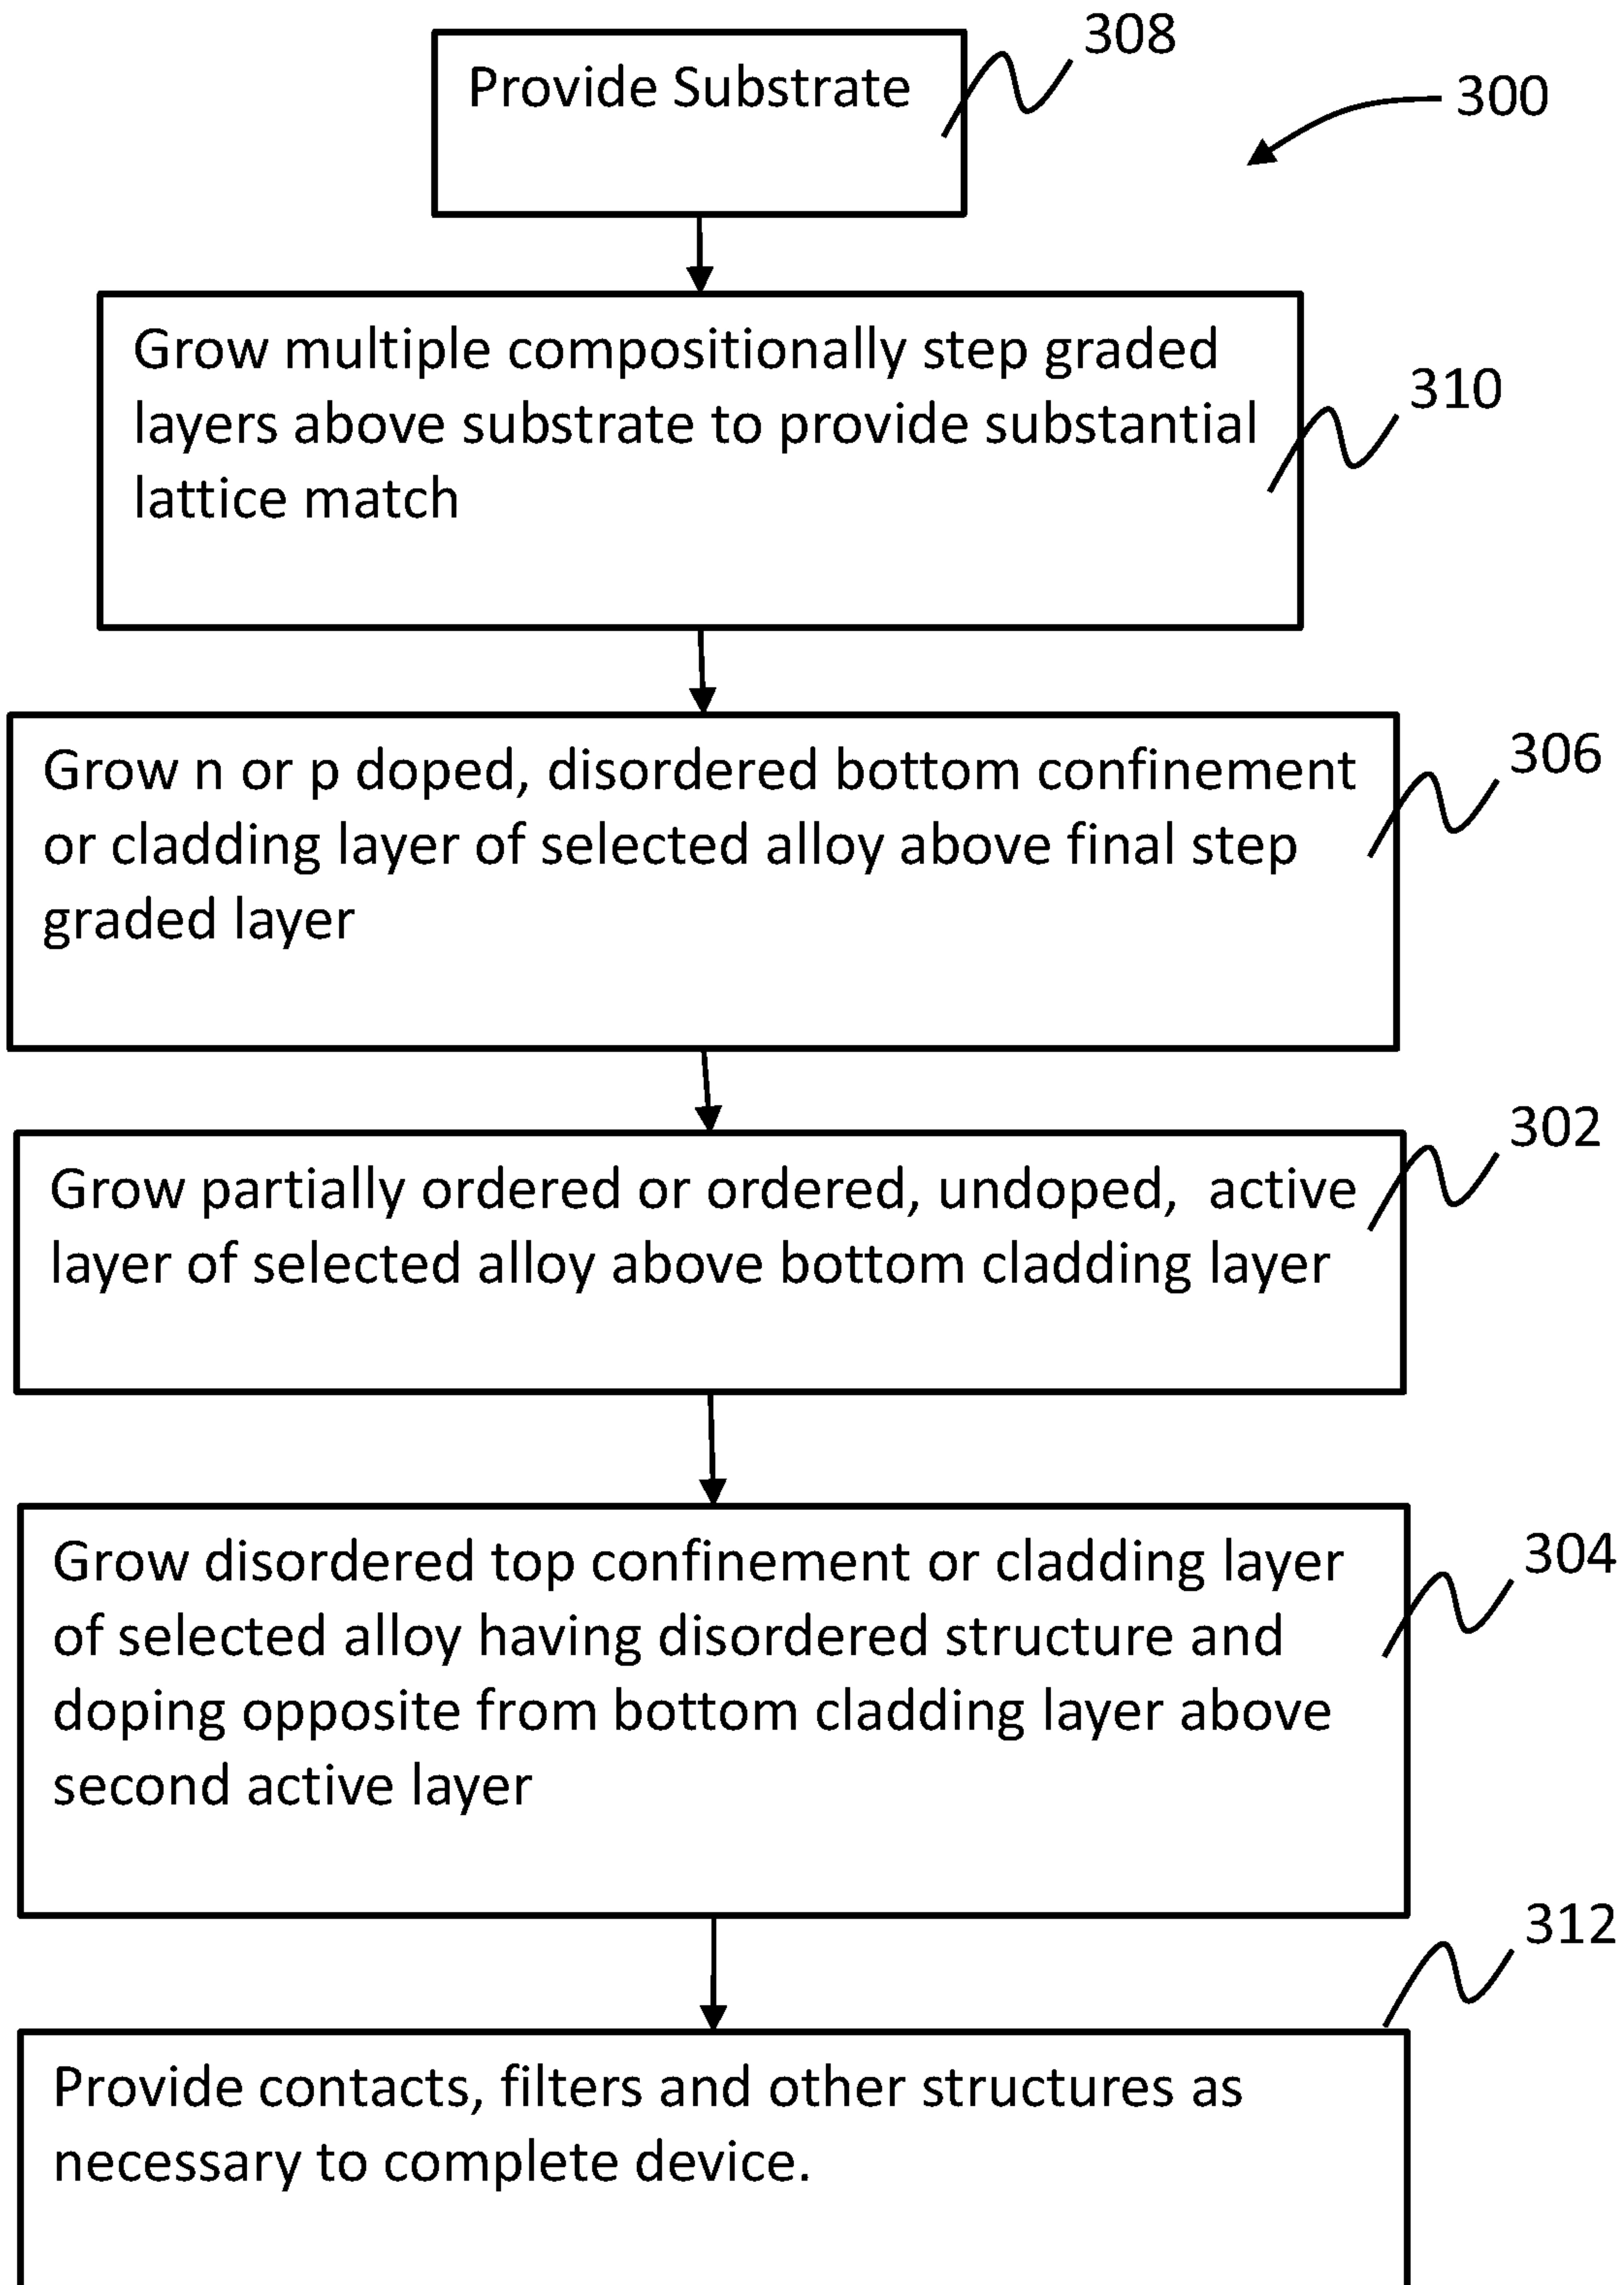 308
Provide Substrate
300
Grow multiple compositionally step graded
layers above substrate to provide substantial
lattice match
310
Grow n or p doped, disordered bottom confinement
or cladding layer of selected alloy above final step
graded layer
306
Grow partially ordered or ordered, undoped,  active
layer of selected alloy above bottom cladding layer
302
Grow disordered top confinement or cladding layer
of selected alloy having disordered structure and
doping opposite from bottom cladding layer above
second active layer
304
312
Provide contacts, filters and other structures as
necessary to complete device.